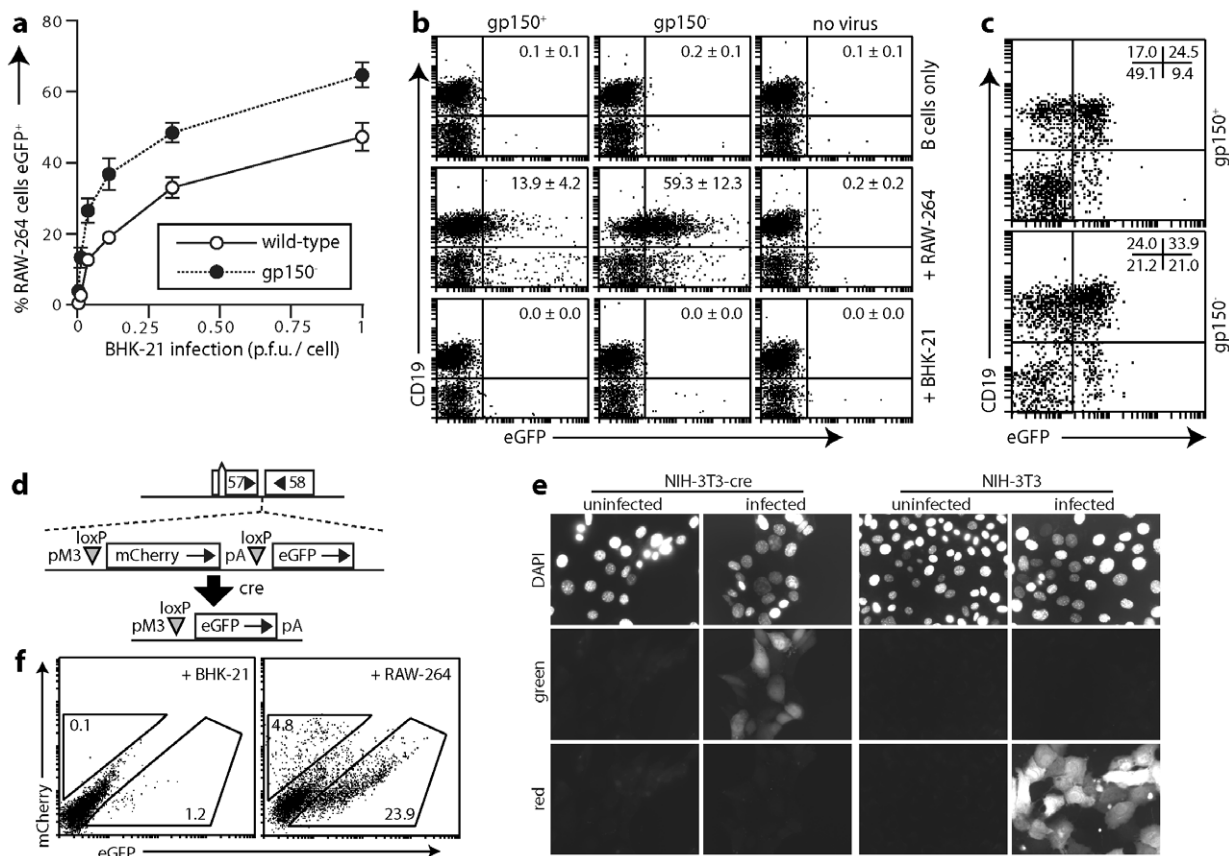 a
% RAW-264 cells eGFP⁺
80
60
40
20
0
0
0.25
0.50
0.75
1
BHK-21 infection (p.f.u. / cell)
wild-type
gp150⁻
b
gp150⁺
gp150⁻
no virus
0.1 ± 0.1
0.2 ± 0.1
0.1 ± 0.1
B cells only
13.9 ± 4.2
59.3 ± 12.3
0.2 ± 0.2
+ RAW-264
0.0 ± 0.0
0.0 ± 0.0
0.0 ± 0.0
+ BHK-21
CD19
eGFP
c
17.0 24.5
49.1 9.4
gp150⁺
24.0 33.9
21.2 21.0
gp150⁻
CD19
eGFP
d
57 58
loxP loxP
pM3 mCherry pA eGFP
cre
loxP
pM3 eGFP pA
e
NIH-3T3-cre NIH-3T3
uninfected infected uninfected infected
DAPI
green
red
f
+ BHK-21
0.1
1.2
+ RAW-264
4.8
23.9
mCherry
eGFP